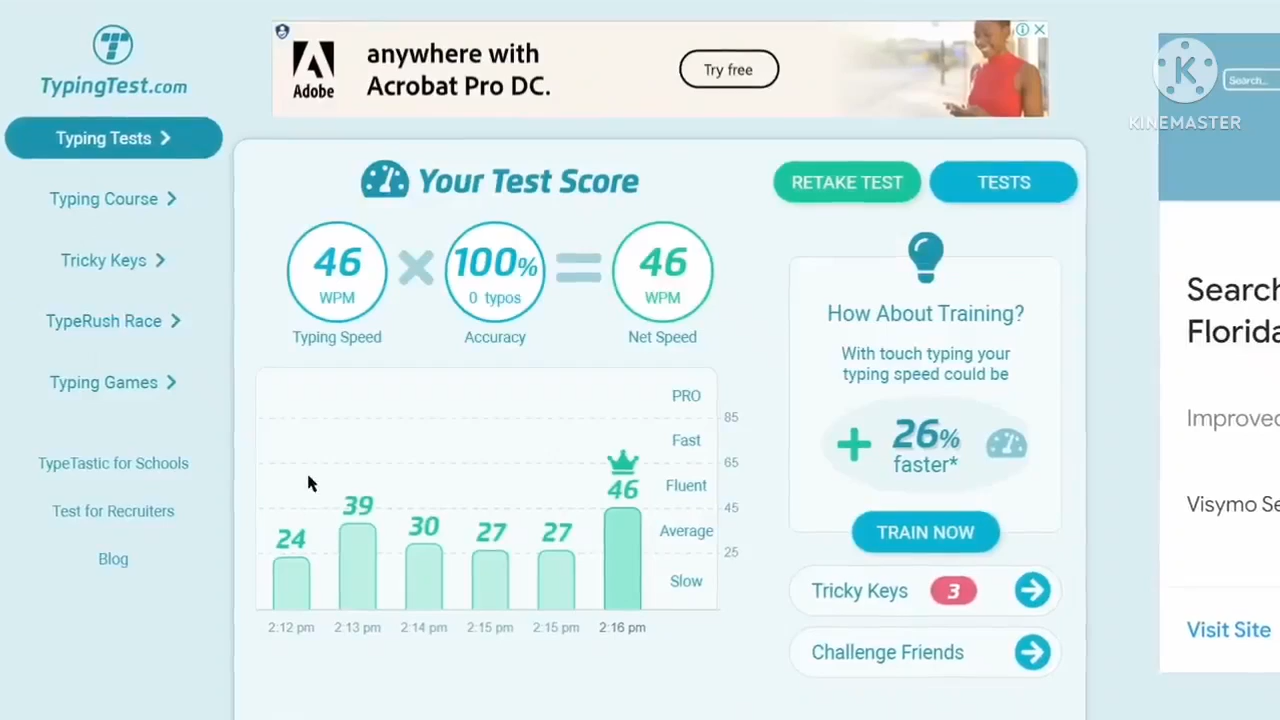 TypingTest.com
Typing Tests
Typing Course
Tricky Keys
TypeRush Race
Typing Games
TypeTastic for Schools
Test for Recruiters
Blog
Adobe
anywhere with
Acrobat Pro DC.
Try free
KINEMASTER
Search...
Your Test Score
RETAKE TEST
TESTS
46
WPM
Typing Speed
100%
0 typos
Accuracy
46
WPM
Net Speed
PRO
85
Fast
65
Fluent
45
Average
25
Slow
24
39
30
27
27
46
2:12 pm
2:13 pm
2:14 pm
2:15 pm
2:15 pm
2:16 pm
How About Training?
With touch typing your
typing speed could be
+ 26%
faster*
TRAIN NOW
Tricky Keys 3
Challenge Friends
Search
Florida
Improved
Visymo Se
Visit Site